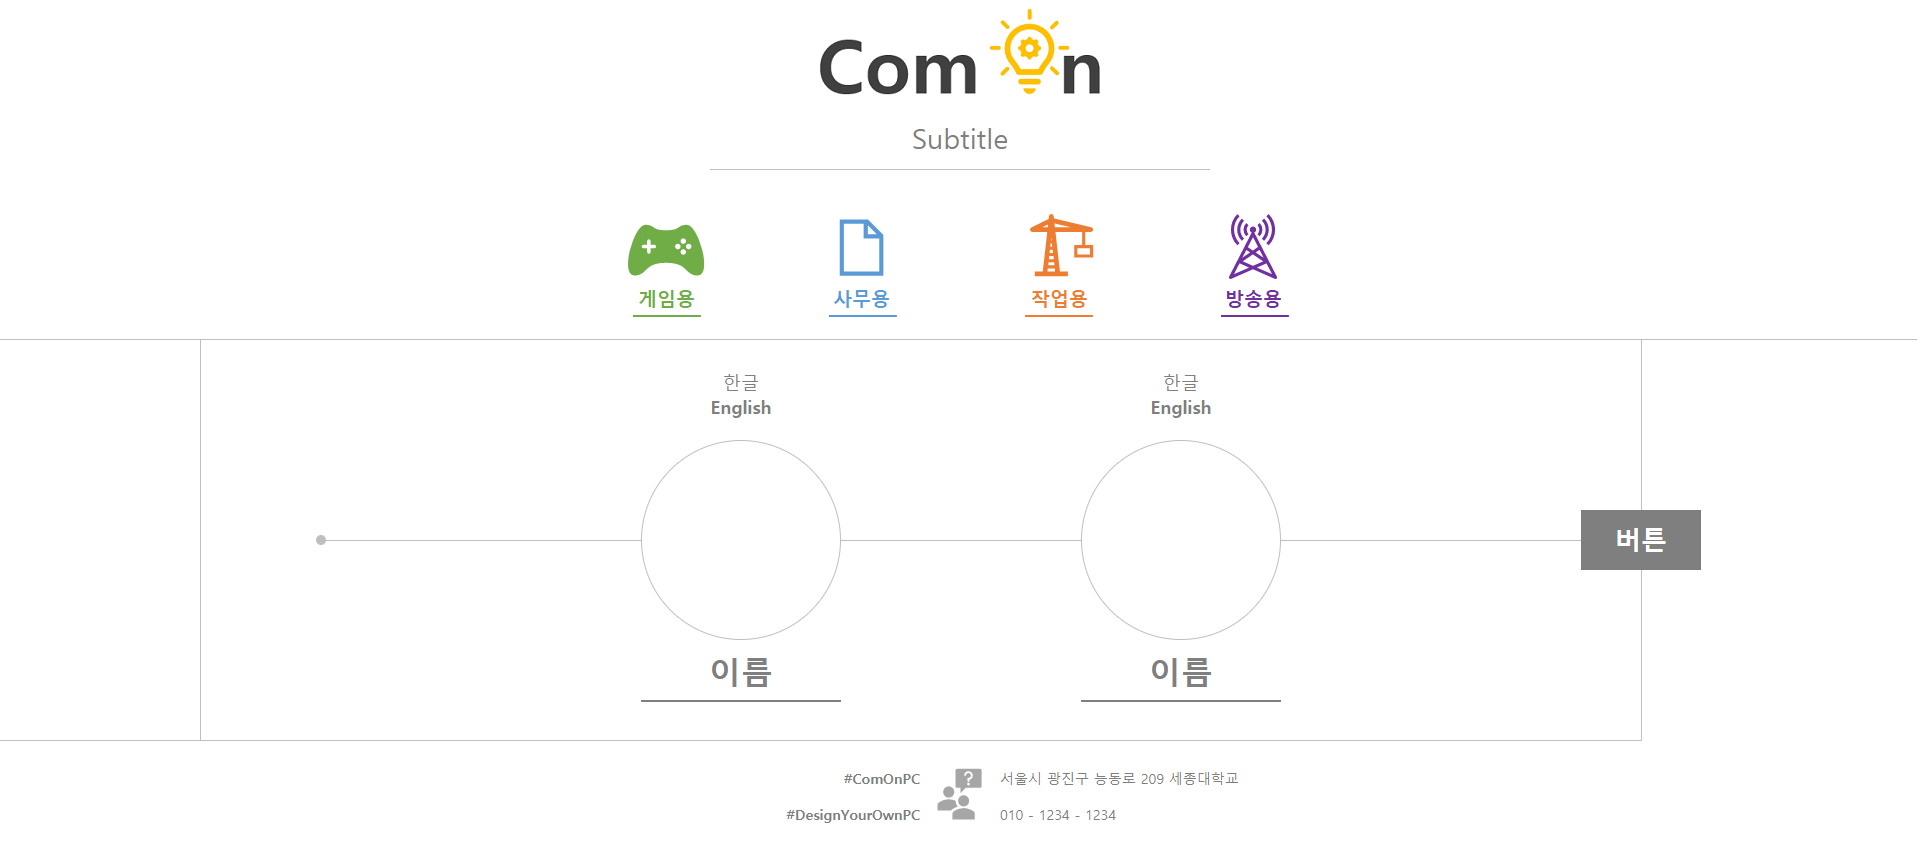 Com n
Subtitle
게임용 사무용 작업용 방송용
한글 한글
English English
버튼
이름 이름
#ComOnPC 서울시 광진구 능동로 209 세종대학교
#DesignYourOwnPC 010 - 1234 - 1234